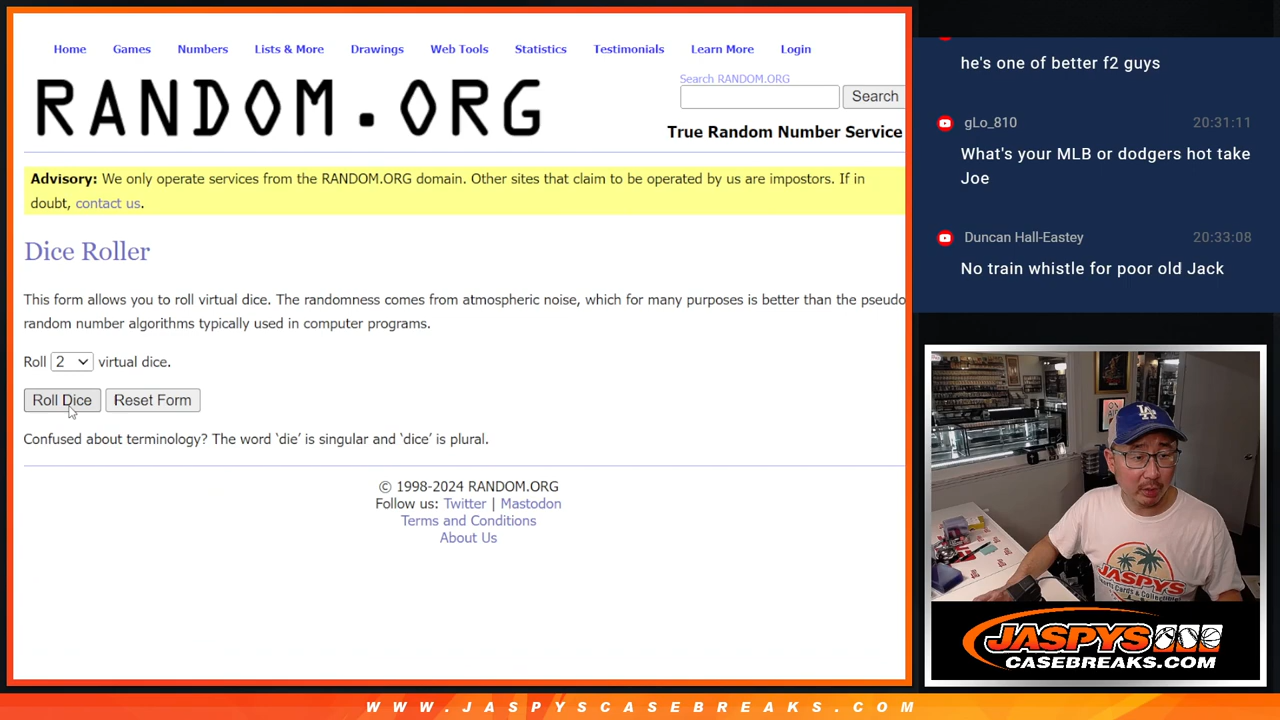 Home Games Numbers Lists & More Drawings Web Tools Statistics Testimonials Learn More Login
RANDOM.ORG
Search RANDOM.ORG
Search
True Random Number Service
Advisory: We only operate services from the RANDOM.ORG domain. Other sites that claim to be operated by us are impostors. If in
doubt, contact us.
Dice Roller
This form allows you to roll virtual dice. The randomness comes from atmospheric noise, which for many purposes is better than the pseudo
random number algorithms typically used in computer programs.
Roll 2 virtual dice.
Roll Dice Reset Form
Confused about terminology? The word ‘die’ is singular and ‘dice’ is plural.
© 1998-2024 RANDOM.ORG
Follow us: Twitter | Mastodon
Terms and Conditions
About Us
he's one of better f2 guys
gLo_810 20:31:11
What's your MLB or dodgers hot take
Joe
Duncan Hall-Eastey 20:33:08
No train whistle for poor old Jack
LA
JASPYS
JASPYS
CASEBREAKS.COM
WWW.JASPYSCASEBREAKS.COM